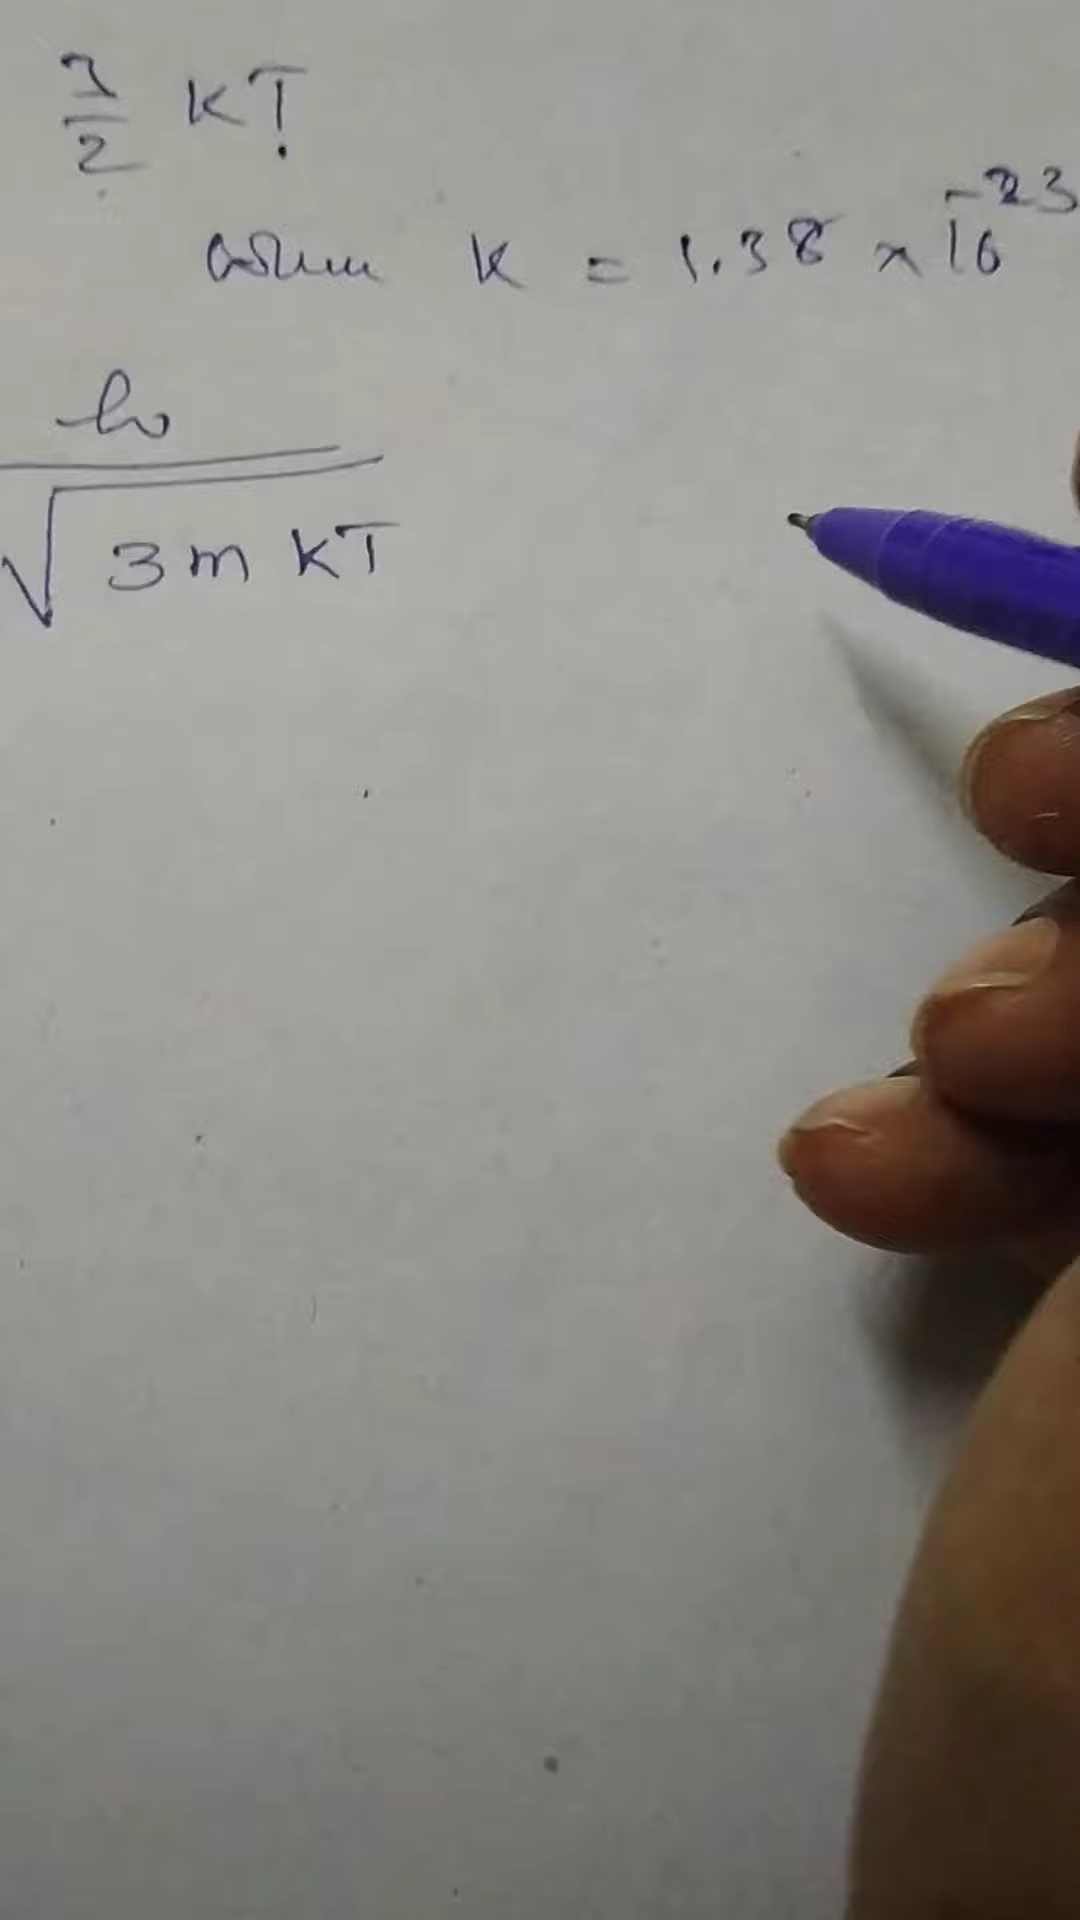 3/2 KT
K = 1.38 × 10^-23
h
√3mKT